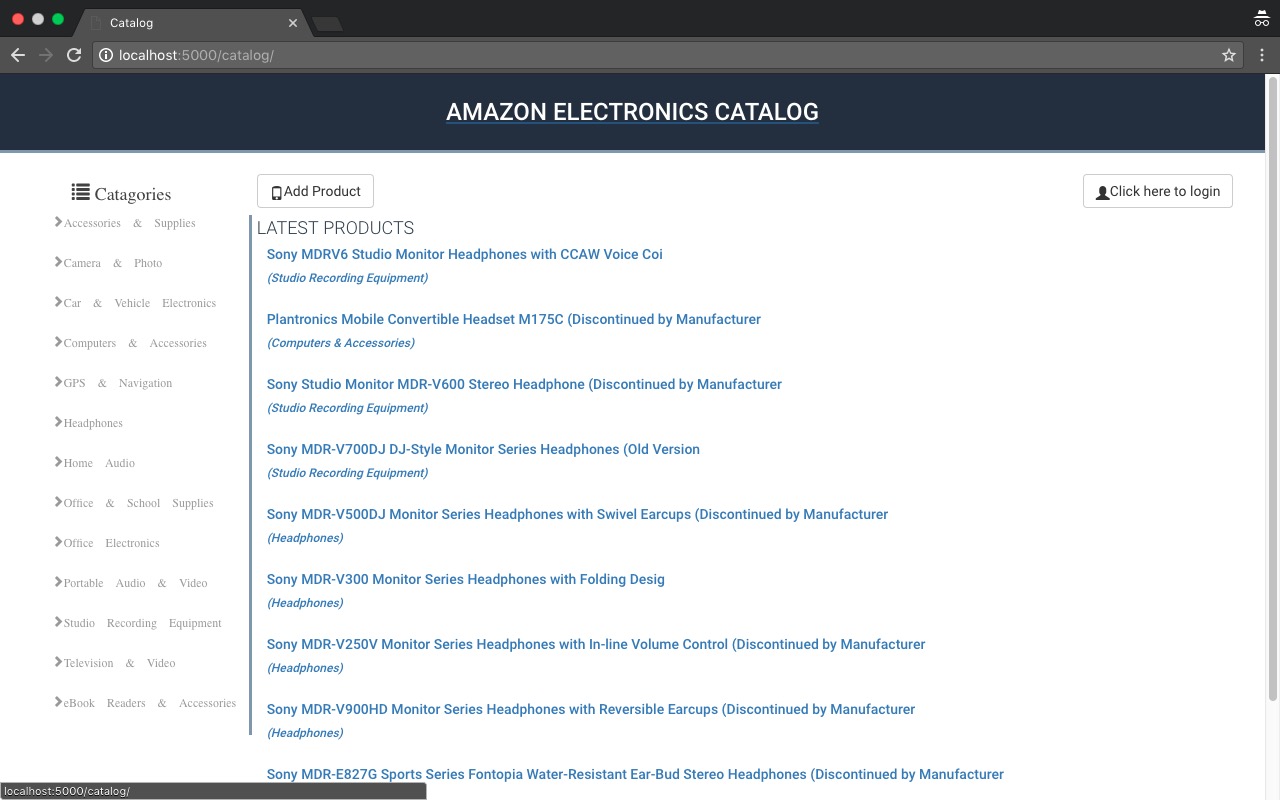 Catalog
localhost:5000/catalog/
AMAZON ELECTRONICS CATALOG
Catagories
Accessories & Supplies
Camera & Photo
Car & Vehicle Electronics
Computers & Accessories
GPS & Navigation
Headphones
Home Audio
Office & School Supplies
Office Electronics
Portable Audio & Video
Studio Recording Equipment
Television & Video
eBook Readers & Accessories
Add Product
Click here to login
LATEST PRODUCTS
Sony MDRV6 Studio Monitor Headphones with CCAW Voice Coi
(Studio Recording Equipment)
Plantronics Mobile Convertible Headset M175C (Discontinued by Manufacturer
(Computers & Accessories)
Sony Studio Monitor MDR-V600 Stereo Headphone (Discontinued by Manufacturer
(Studio Recording Equipment)
Sony MDR-V700DJ DJ-Style Monitor Series Headphones (Old Version
(Studio Recording Equipment)
Sony MDR-V500DJ Monitor Series Headphones with Swivel Earcups (Discontinued by Manufacturer
(Headphones)
Sony MDR-V300 Monitor Series Headphones with Folding Desig
(Headphones)
Sony MDR-V250V Monitor Series Headphones with In-line Volume Control (Discontinued by Manufacturer
(Headphones)
Sony MDR-V900HD Monitor Series Headphones with Reversible Earcups (Discontinued by Manufacturer
(Headphones)
Sony MDR-E827G Sports Series Fontopia Water-Resistant Ear-Bud Stereo Headphones (Discontinued by Manufacturer
localhost:5000/catalog/